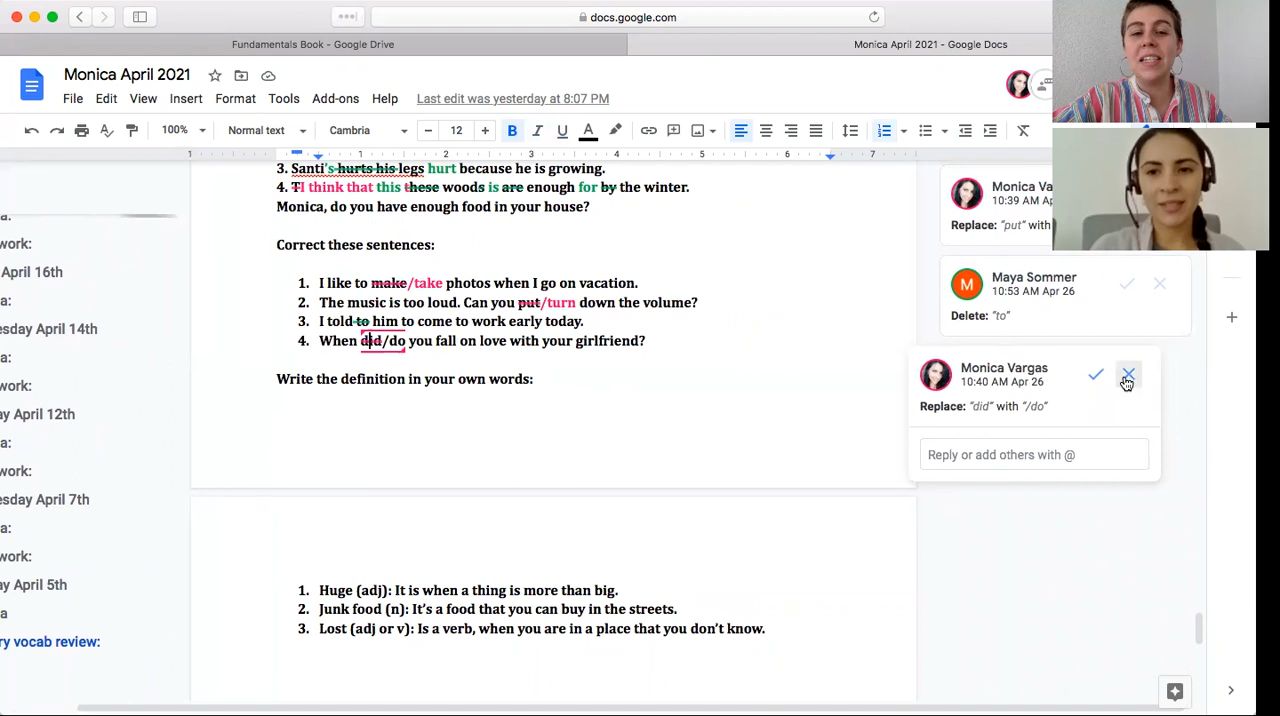 docs.google.com
Fundamentals Book - Google Drive
Monica April 2021 - Google Docs
Monica April 2021
File Edit View Insert Format Tools Add-ons Help Last edit was yesterday at 8:07 PM
100% Normal text Cambria 12 B I U A
1 1 2 3 4 5 6 7
3. Santi's hurts his legs hurt because he is growing.
4. TI think that this these woods is are enough for by the winter.
Monica, do you have enough food in your house?
Correct these sentences:
1. I like to make/take photos when I go on vacation.
2. The music is too loud. Can you put/turn down the volume?
3. I told to him to come to work early today.
4. When did/do you fall on love with your girlfriend?
Write the definition in your own words:
1. Huge (adj): It is when a thing is more than big.
2. Junk food (n): It's a food that you can buy in the streets.
3. Lost (adj or v): Is a verb, when you are in a place that you don't know.
a:
work:
April 16th
a:
esday April 14th
a:
work:
ay April 12th
a:
work:
esday April 7th
a:
work:
ay April 5th
a
ry vocab review:
Monica Va
10:39 AM Apr 26
Replace: "put" with
M
Maya Sommer
10:53 AM Apr 26
Delete: "to"
Monica Vargas
10:40 AM Apr 26
Replace: "did" with "/do"
Reply or add others with @